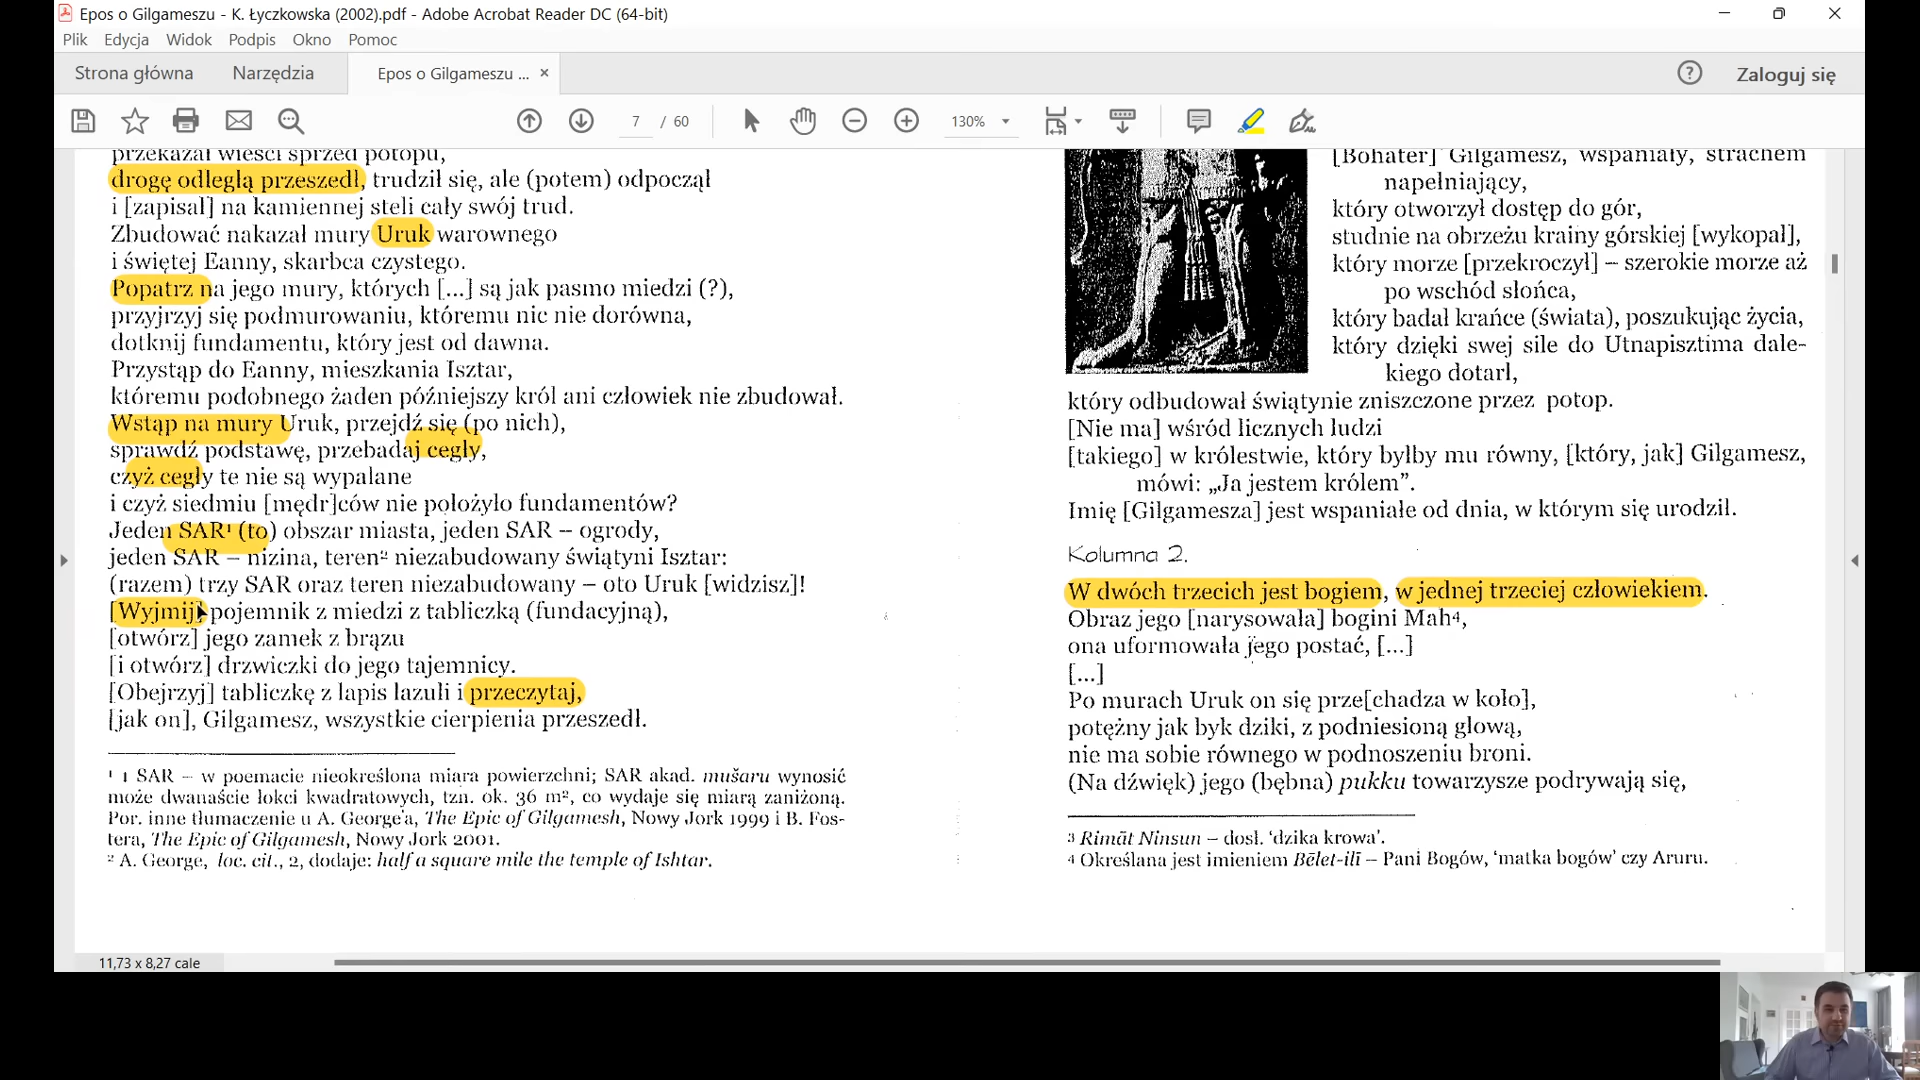 Epos o Gilgameszu - K. Łyczkowska (2002).pdf - Adobe Acrobat Reader DC (64-bit)
Plik Edycja Widok Podpis Okno Pomoc
Strona główna Narzędzia Epos o Gilgameszu ... × Zaloguj się
7 / 60 130%
przekazał wieści sprzed potopu,
drogę odległą przeszedł, trudził się, ale (potem) odpoczął
i [zapisał] na kamiennej steli cały swój trud.
Zbudować nakazał mury Uruk warownego
i świętej Eanny, skarbca czystego.
Popatrz na jego mury, których [...] są jak pasmo miedzi (?),
przyjrzyj się podmurowaniu, któremu nic nie dorówna,
dotknij fundamentu, który jest od dawna.
Przystąp do Eanny, mieszkania Isztar,
któremu podobnego żaden późniejszy król ani człowiek nie zbudował.
Wstąp na mury Uruk, przejdź się (po nich),
sprawdź podstawę, przebadaj cegły,
czyż cegły te nie są wypalane
i czyż siedmiu [mędr]ców nie położyło fundamentów?
Jeden SAR¹ (to) obszar miasta, jeden SAR – ogrody,
jeden SAR – nizina, teren² niezabudowany świątyni Isztar:
(razem) trzy SAR oraz teren niezabudowany – oto Uruk [widzisz]!
[Wyjmij] pojemnik z miedzi z tabliczką (fundacyjną),
[otwórz] jego zamek z brązu
[i otwórz] drzwiczki do jego tajemnicy.
[Obejrzyj] tabliczkę z lapis lazuli i przeczytaj,
[jak on], Gilgamesz, wszystkie cierpienia przeszedł.
¹ 1 SAR – w poemacie nieokreślona miara powierzchni; SAR akad. mušaru wynosić
może dwanaście łokci kwadratowych, tzn. ok. 36 m², co wydaje się miarą zaniżoną.
Por. inne tłumaczenie u A. George'a, The Epic of Gilgamesh, Nowy Jork 1999 i B. Fos-
tera, The Epic of Gilgamesh, Nowy Jork 2001.
² A. George, loc. cit., 2, dodaje: half a square mile the temple of Ishtar.
[Bohater] Gilgamesz, wspaniały, strachem
napełniający,
który otworzył dostęp do gór,
studnie na obrzeżu krainy górskiej [wykopał],
który morze [przekroczył] – szerokie morze aż
po wschód słońca,
który badał krańce (świata), poszukując życia,
który dzięki swej sile do Utnapisztima dale-
kiego dotarł,
który odbudował świątynie zniszczone przez potop.
[Nie ma] wśród licznych ludzi
[takiego] w królestwie, który byłby mu równy, [który, jak] Gilgamesz,
mówi: „Ja jestem królem”.
Imię [Gilgamesza] jest wspaniałe od dnia, w którym się urodził.
Kolumna 2.
W dwóch trzecich jest bogiem, w jednej trzeciej człowiekiem.
Obraz jego [narysowała] bogini Mah⁴,
ona uformowała jego postać, [...]
[...]
Po murach Uruk on się prze[chadza w koło],
potężny jak byk dziki, z podniesioną głową,
nie ma sobie równego w podnoszeniu broni.
(Na dźwięk) jego (bębna) pukku towarzysze podrywają się,
³ Rīmāt Ninsun – dosł. ‘dzika krowa’.
⁴ Określana jest imieniem Bēlet-ilī – Pani Bogów, ‘matka bogów’ czy Aruru.
11,73 x 8,27 cale